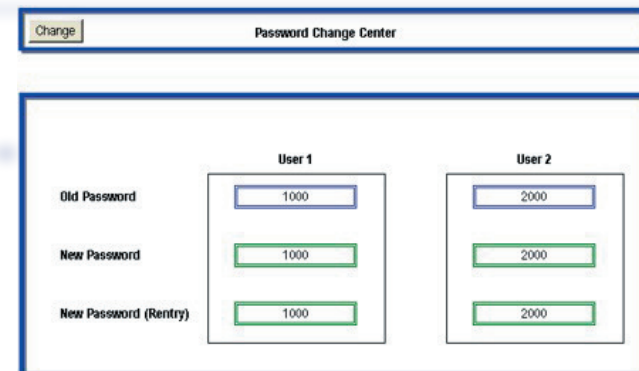 Change Password Change Center
User 1 User 2
Old Password 1000 2000
New Password 1000 2000
New Password (Rentry) 1000 2000